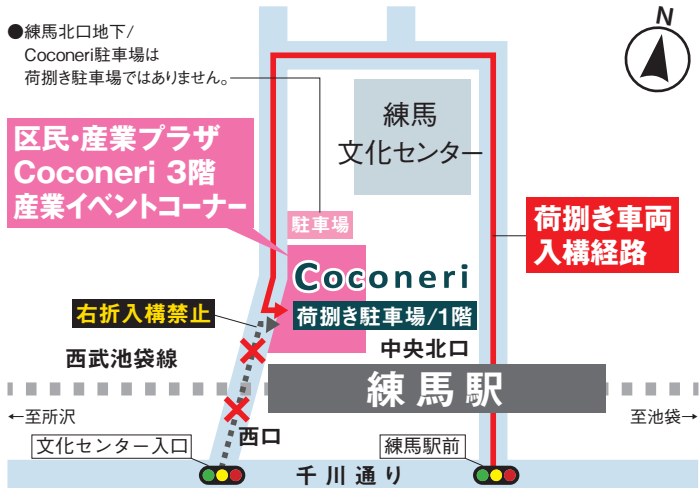 ●練馬北口地下/
Coconeri駐車場は
荷捌き駐車場ではありません。
N
練馬
文化センター
区民・産業プラザ
Coconeri 3階
産業イベントコーナー
駐車場
荷捌き車両
入構経路
Coconeri
荷捌き駐車場/1階
右折入構禁止
中央北口
西武池袋線
練馬駅
←至所沢
至池袋→
西口
文化センター入口
練馬駅前
千川通り